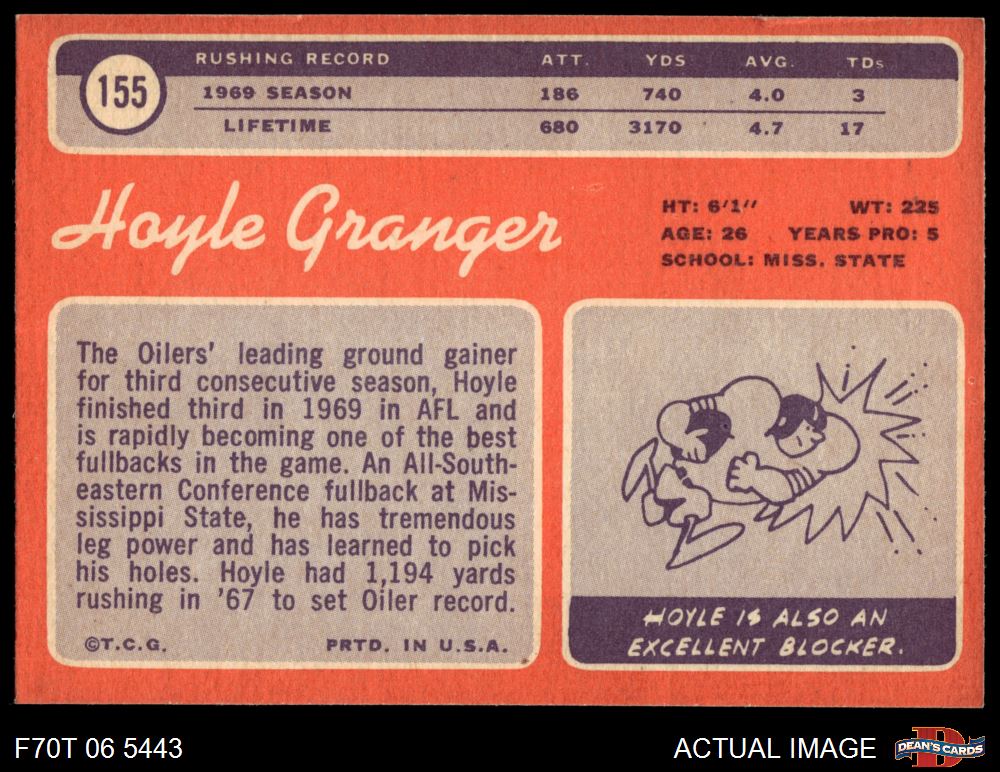 155
RUSHING RECORD ATT. YDS AVG. TDs
1969 SEASON 186 740 4.0 3
LIFETIME 680 3170 4.7 17
Hoyle Granger
HT: 6'1" WT: 225
AGE: 26 YEARS PRO: 5
SCHOOL: MISS. STATE
The Oilers' leading ground gainer
for third consecutive season, Hoyle
finished third in 1969 in AFL and
is rapidly becoming one of the best
fullbacks in the game. An All-South-
eastern Conference fullback at Mis-
sissippi State, he has tremendous
leg power and has learned to pick
his holes. Hoyle had 1,194 yards
rushing in '67 to set Oiler record.
©T.C.G. PRTD. IN U.S.A.
HOYLE IS ALSO AN
EXCELLENT BLOCKER.
F70T 06 5443
ACTUAL IMAGE
D
DEAN'S CARDS